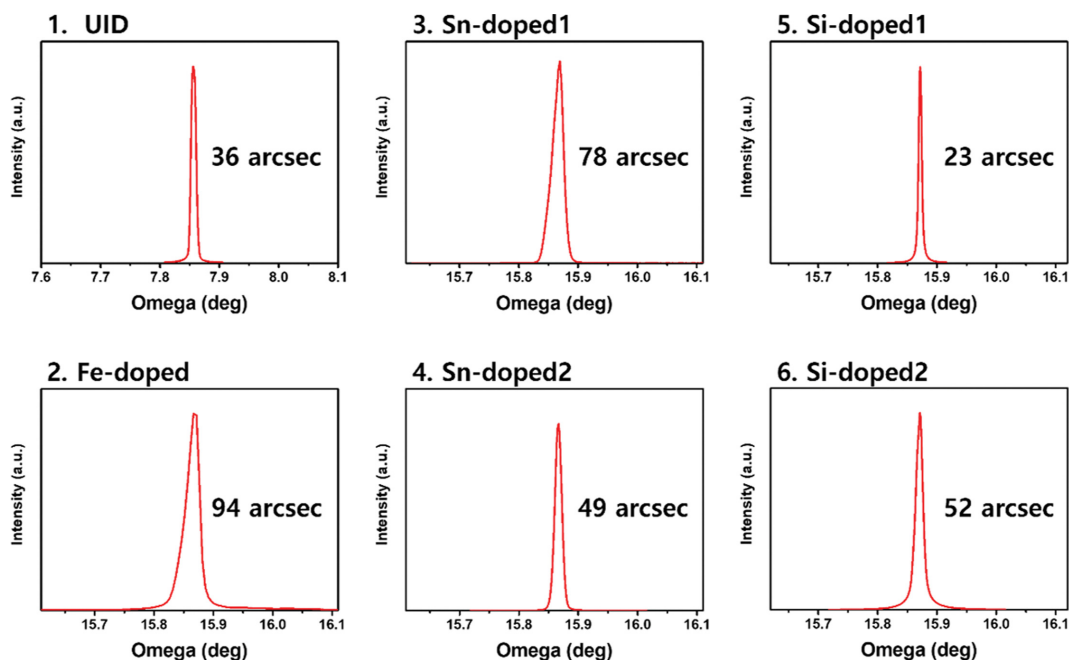 1. UID
3. Sn-doped1
5. Si-doped1
Intensity (a.u.)
36 arcsec
7.6 7.7 7.8 7.9 8.0 8.1
Omega (deg)
Intensity (a.u.)
78 arcsec
15.7 15.8 15.9 16.0 16.1
Omega (deg)
Intensity (a.u.)
23 arcsec
15.7 15.8 15.9 16.0 16.1
Omega (deg)
2. Fe-doped
4. Sn-doped2
6. Si-doped2
Intensity (a.u.)
94 arcsec
15.7 15.8 15.9 16.0 16.1
Omega (deg)
Intensity (a.u.)
49 arcsec
15.7 15.8 15.9 16.0 16.1
Omega (deg)
Intensity (a.u.)
52 arcsec
15.7 15.8 15.9 16.0 16.1
Omega (deg)